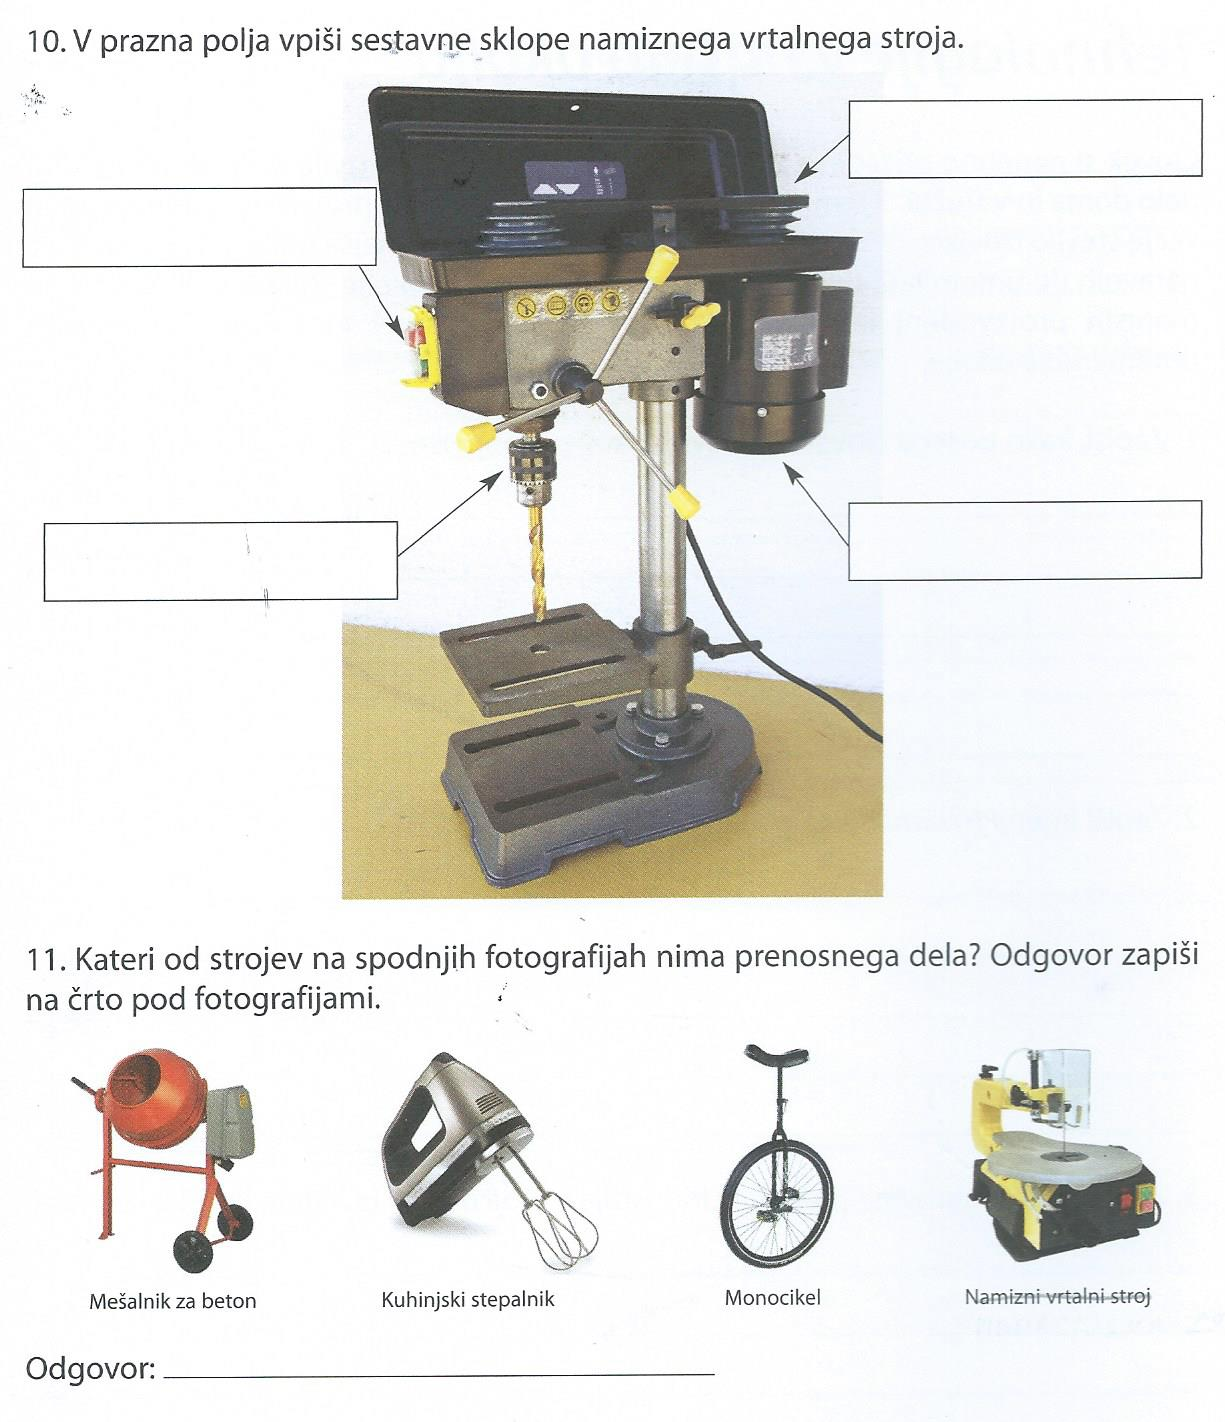 10. V prazna polja vpiši sestavne sklope namiznega vrtalnega stroja.
11. Kateri od strojev na spodnjih fotografijah nima prenosnega dela? Odgovor zapiši
na črto pod fotografijami.
Mešalnik za beton
Kuhinjski stepalnik
Monocikel
Namizni vrtalni stroj
Odgovor: